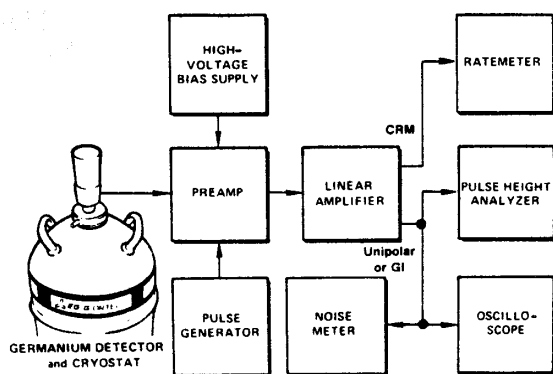 HIGH-
VOLTAGE
BIAS SUPPLY
RATEMETER
CRM
PREAMP
LINEAR
AMPLIFIER
PULSE HEIGHT
ANALYZER
Unipolar
or GI
PULSE
GENERATOR
NOISE
METER
OSCILLO-
SCOPE
GERMANIUM DETECTOR
and CRYOSTAT